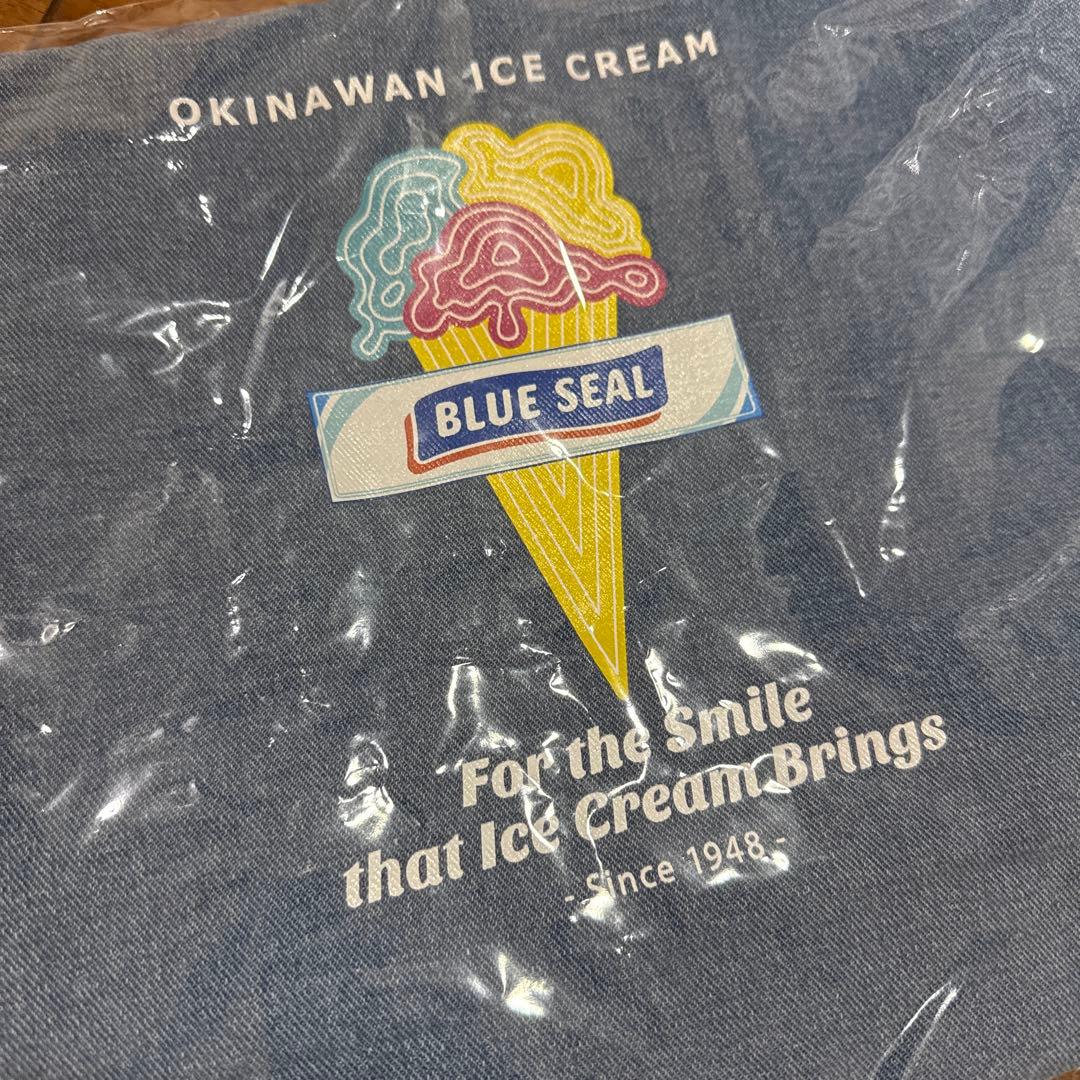 OKINAWAN ICE CREAM
BLUE SEAL
For the Smile
that Ice Cream Brings
- Since 1948 -